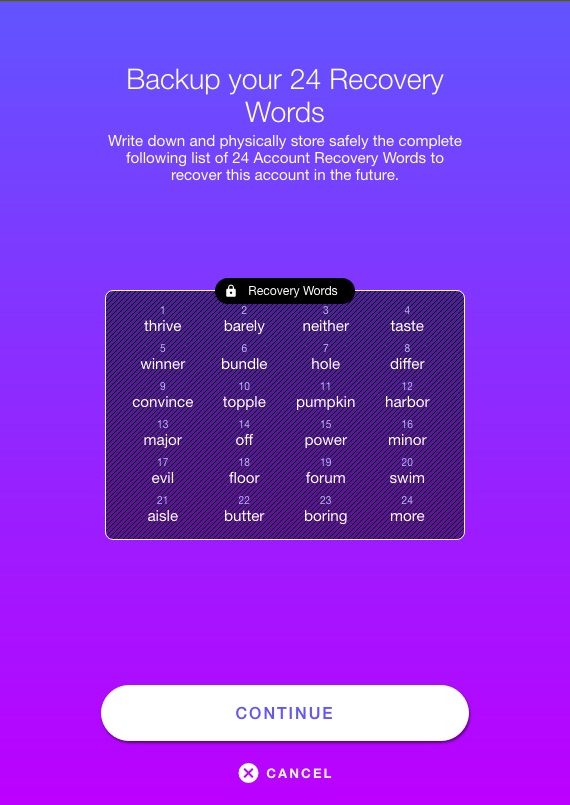 Backup your 24 Recovery
Words
Write down and physically store safely the complete
following list of 24 Account Recovery Words to
recover this account in the future.
Recovery Words
1 2 3 4
thrive barely neither taste
5 6 7 8
winner bundle hole differ
9 10 11 12
convince topple pumpkin harbor
13 14 15 16
major off power minor
17 18 19 20
evil floor forum swim
21 22 23 24
aisle butter boring more
CONTINUE
CANCEL